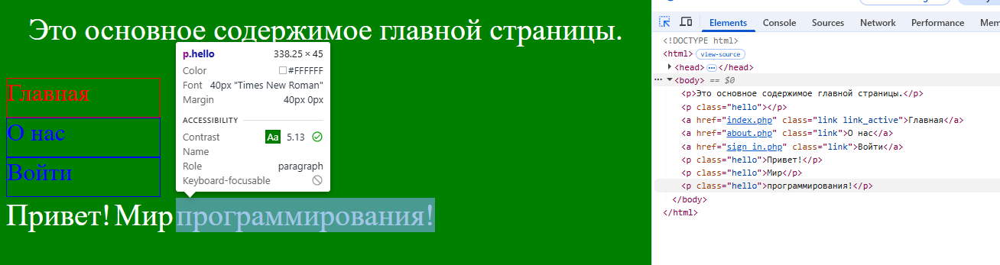 Это основное содержимое главной страницы.
p.hello 338.25 × 45
Color #FFFFFF
Font 40px "Times New Roman"
Margin 40px 0px
ACCESSIBILITY
Contrast Aa 5.13
Name
Role paragraph
Keyboard-focusable
Главная
О нас
Войти
Привет! Мир программирования!
Elements Console Sources Network Performance Mem
<!DOCTYPE html>
<html> view-source
<head> … </head>
<body> == $0
<p>Это основное содержимое главной страницы.</p>
<p class="hello"></p>
<a href="index.php" class="link link_active">Главная</a>
<a href="about.php" class="link">О нас</a>
<a href="sign_in.php" class="link">Войти</a>
<p class="hello">Привет!</p>
<p class="hello">Мир</p>
<p class="hello">программирования!</p>
</body>
</html>